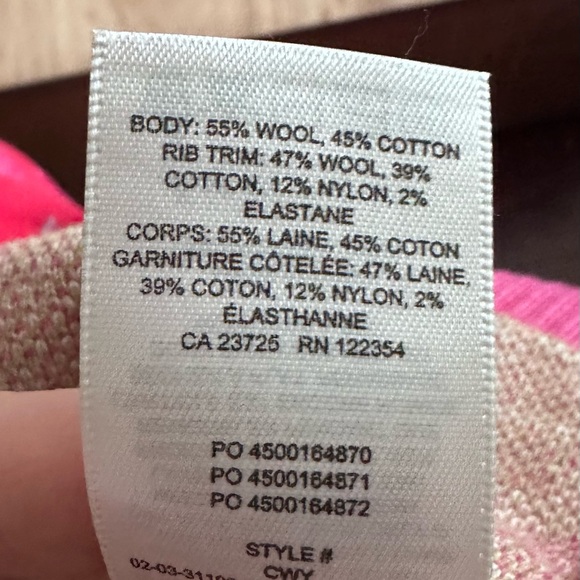 BODY: 55% WOOL, 45% COTTON
RIB TRIM: 47% WOOL, 39%
COTTON, 12% NYLON, 2%
ELASTANE
CORPS: 55% LAINE, 45% COTON
GARNITURE CÔTELÉE: 47% LAINE,
39% COTON, 12% NYLON, 2%
ÉLASTHANNE
CA 23725 RN 122354
PO 4500164870
PO 4500164871
PO 4500164872
STYLE #
CWY